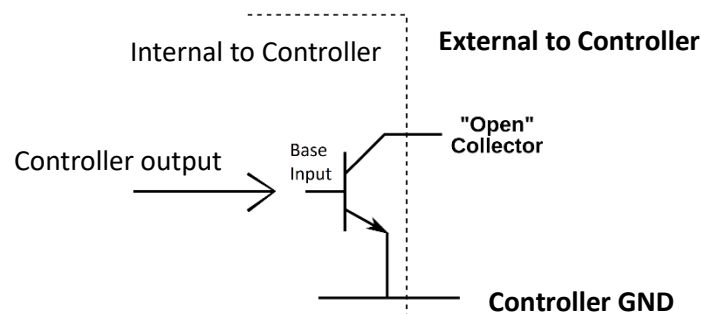 Internal to Controller
External to Controller
"Open"
Collector
Base
Input
Controller output
Controller GND